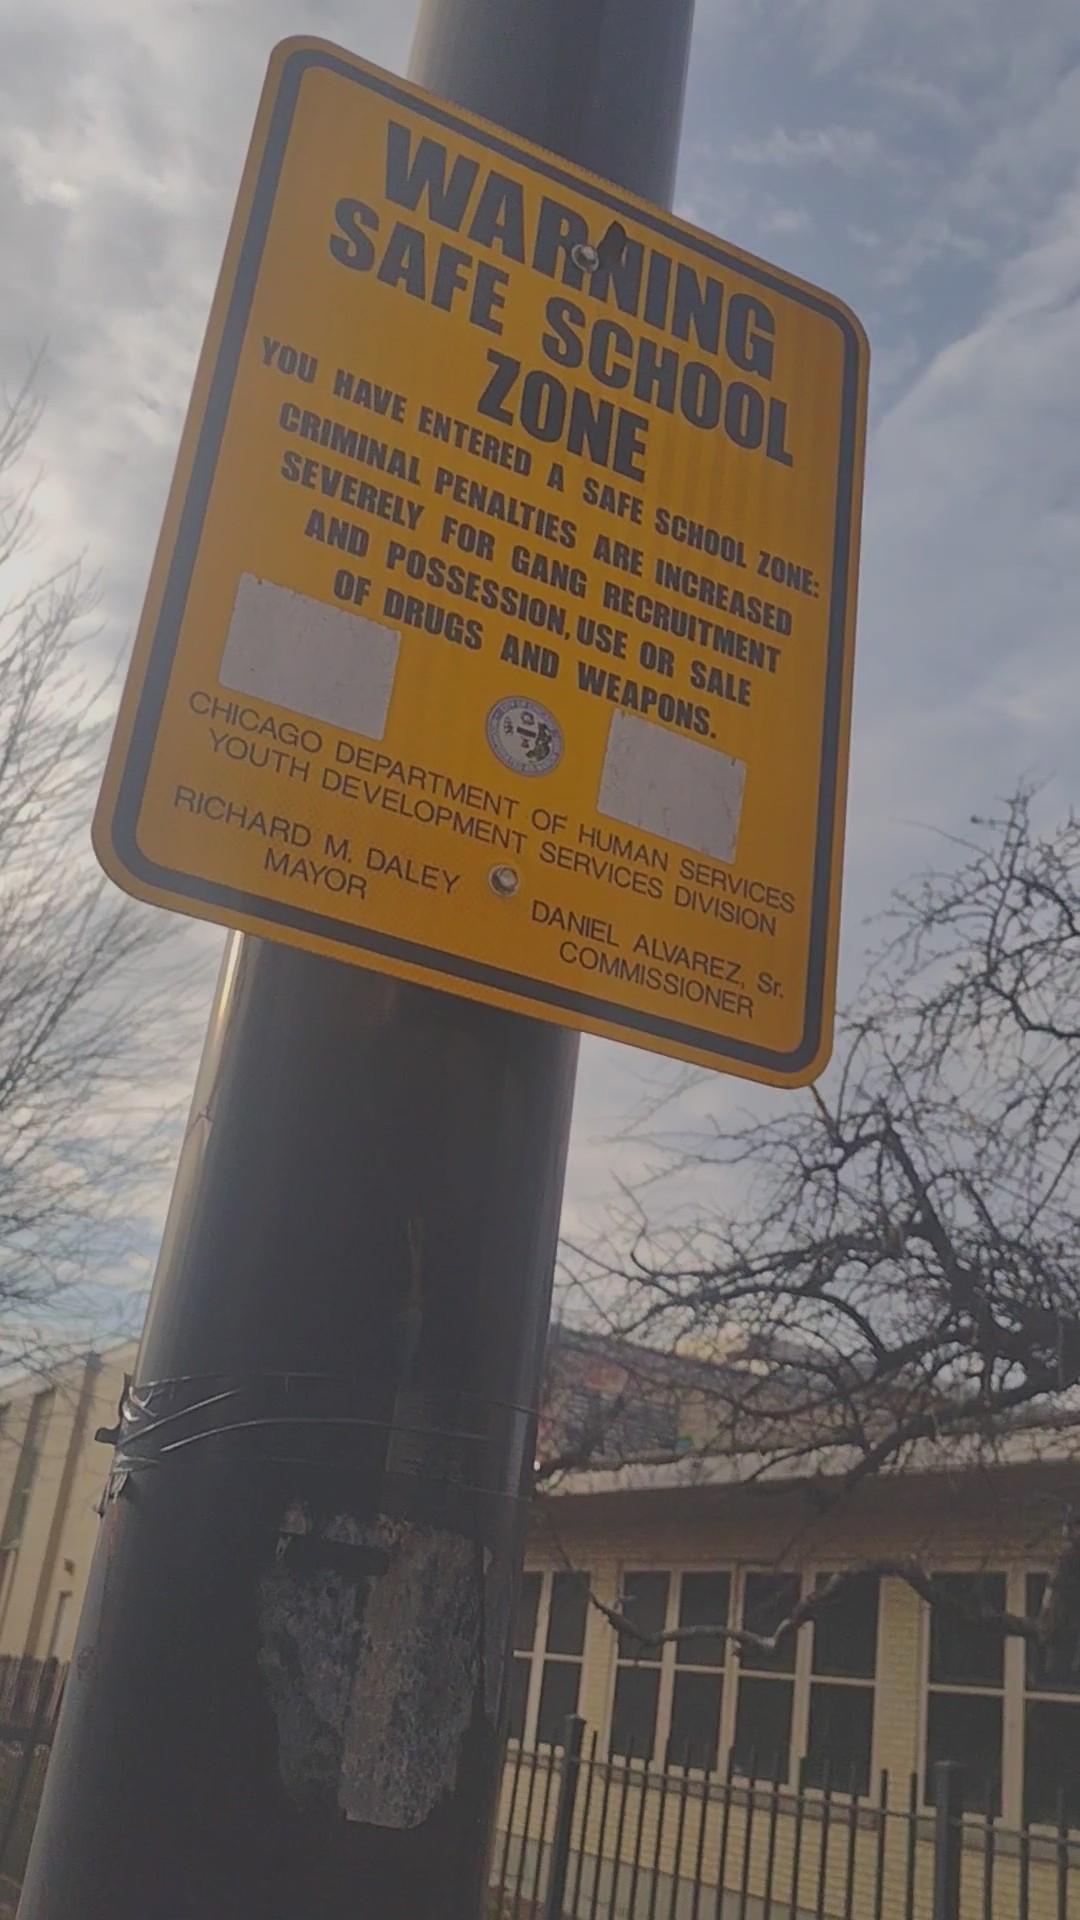 WARNING
SAFE SCHOOL
ZONE
YOU HAVE ENTERED A SAFE SCHOOL ZONE:
CRIMINAL PENALTIES ARE INCREASED
SEVERELY FOR GANG RECRUITMENT
AND POSSESSION, USE OR SALE
OF DRUGS AND WEAPONS.
CHICAGO DEPARTMENT OF HUMAN SERVICES
YOUTH DEVELOPMENT SERVICES DIVISION
RICHARD M. DALEY
MAYOR
DANIEL ALVAREZ, Sr.
COMMISSIONER